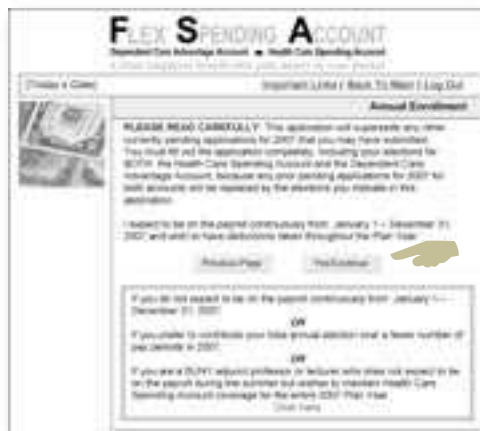 FLEX SPENDING ACCOUNT
Dependent Care Advantage Account Health Care Spending Account
[Today's Date]
Important Links | Back To Main | Log Out
Annual Enrollment
PLEASE READ CAREFULLY: This application will supersede any other
currently pending applications for 2007 that you may have submitted.
You must fill out the application completely, including your elections for
BOTH the Health Care Spending Account and the Dependent Care
Advantage Account, because any prior pending applications for 2007 for
both accounts will be replaced by the elections you indicate in this
application.
I expect to be on the payroll continuously from January 1 – December 31,
2007 and wish to have deductions taken throughout the Plan Year.
Previous Page
Yes/Continue
If you do not expect to be on the payroll continuously from January 1 –
December 31, 2007
OR
If you prefer to contribute your total annual election over a fewer number of
pay periods in 2007
OR
If you are a SUNY adjunct professor or lecturer who does not expect to be
on the payroll during the summer but wishes to maintain Health Care
Spending Account coverage for the entire 2007 Plan Year
Click here